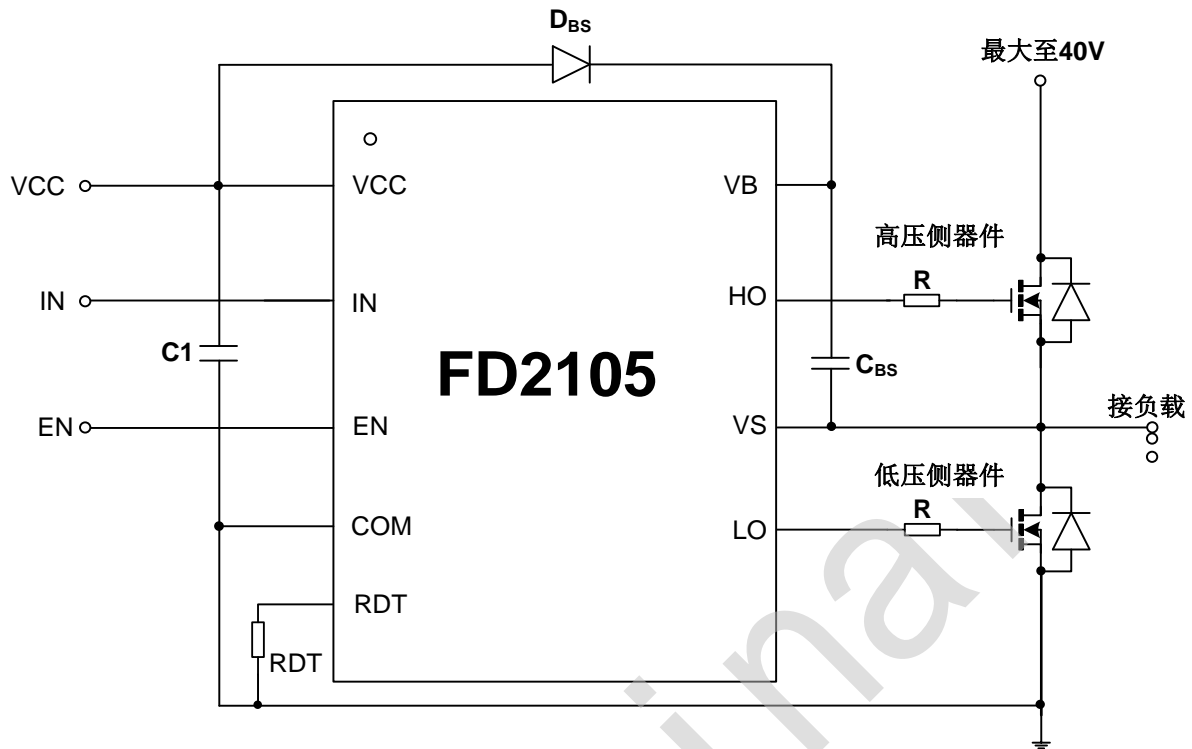 DBS
最大至40V
VCC
VCC
VB
高压侧器件
R
IN
IN
HO
C1
FD2105
CBS
接负载
EN
EN
VS
低压侧器件
R
COM
LO
RDT
RDT